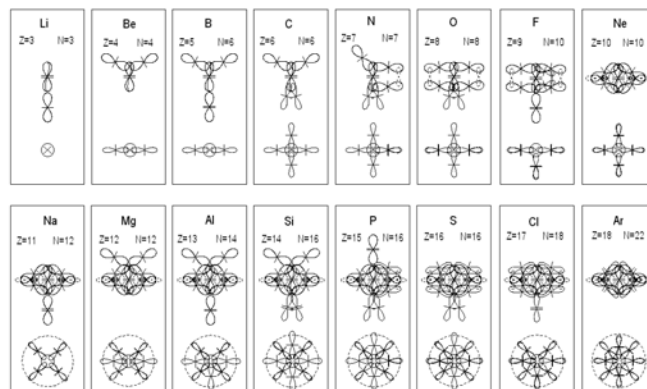 Li
Z=3 N=3
Be
Z=4 N=4
B
Z=5 N=6
C
Z=6 N=6
N
Z=7 N=7
O
Z=8 N=8
F
Z=9 N=10
Ne
Z=10 N=10
Na
Z=11 N=12
Mg
Z=12 N=12
Al
Z=13 N=14
Si
Z=14 N=16
P
Z=15 N=16
S
Z=16 N=16
Cl
Z=17 N=18
Ar
Z=18 N=22